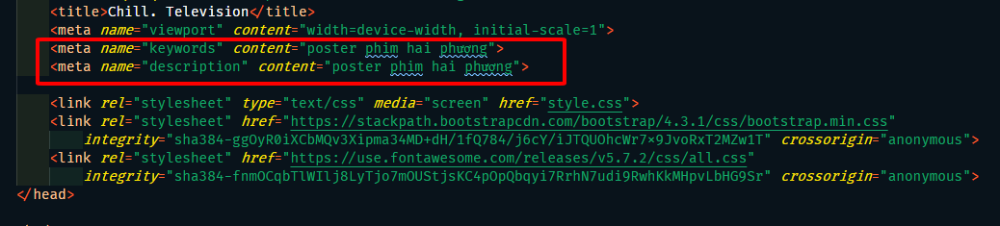 <title>Chill. Television</title>
<meta name="viewport" content="width=device-width, initial-scale=1">
<meta name="keywords" content="poster phim hai phương">
<meta name="description" content="poster phim hai phương">
<link rel="stylesheet" type="text/css" media="screen" href="style.css">
<link rel="stylesheet" href="https://stackpath.bootstrapcdn.com/bootstrap/4.3.1/css/bootstrap.min.css"
integrity="sha384-ggOyR0iXCbMQv3Xipma34MD+dH/1fQ784/j6cY/iJTQUOhcWr7x9JvoRxT2MZw1T" crossorigin="anonymous">
<link rel="stylesheet" href="https://use.fontawesome.com/releases/v5.7.2/css/all.css"
integrity="sha384-fnmOCqbTlWIlj8LyTjo7mOUStjsKC4pOpQbqyi7RrhN7udi9RwhKkMHpvLbHG9Sr" crossorigin="anonymous">
</head>